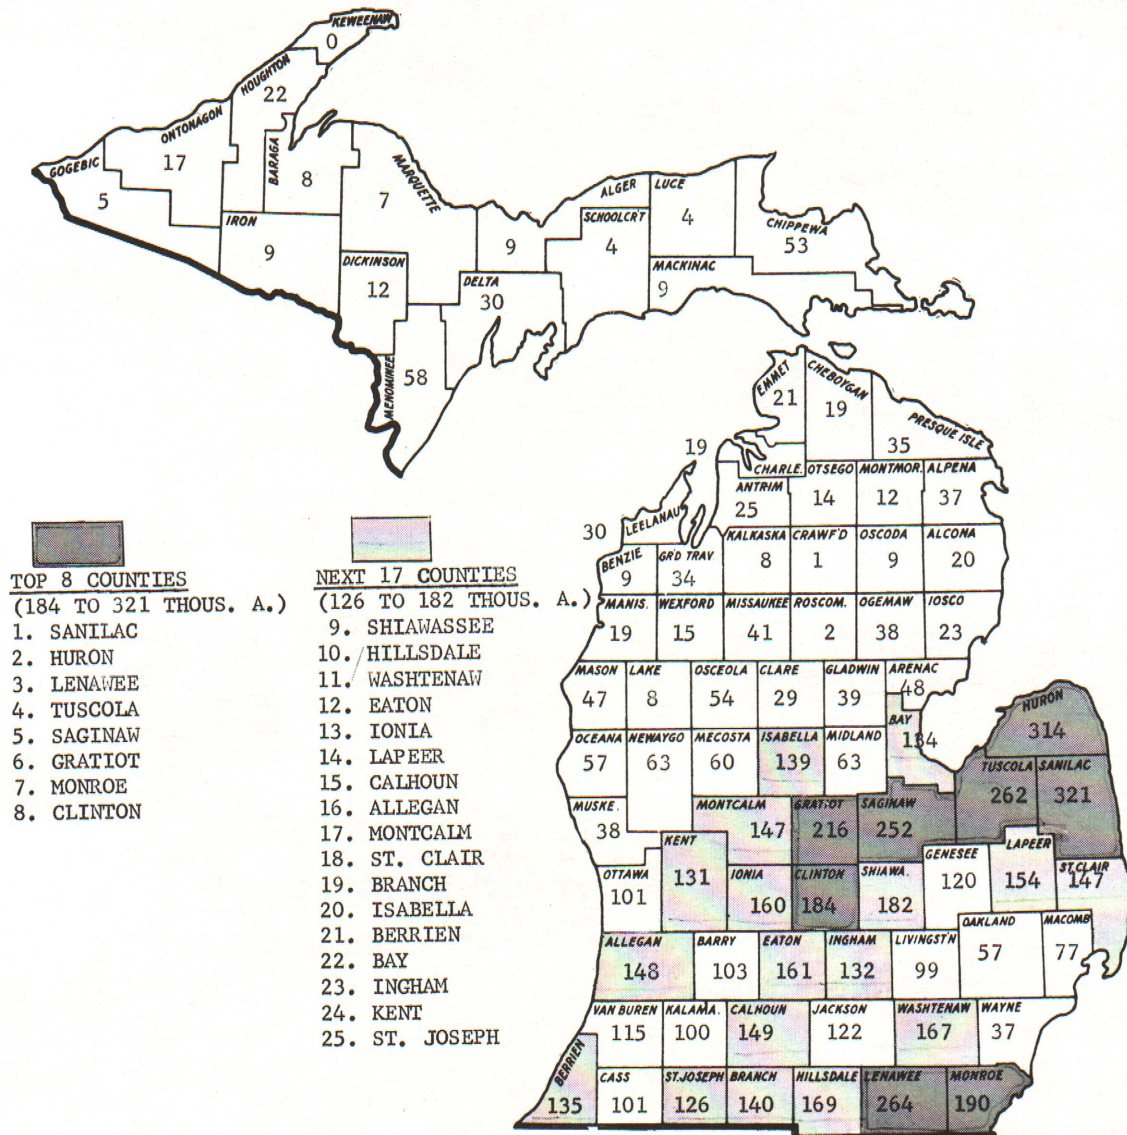 KEWEENAW
0
HOUGHTON
22
ONTONAGON
17
GOGEBIC
5
BARAGA
8
MARQUETTE
7
IRON
9
DICKINSON
12
MENOMINEE
58
DELTA
30
ALGER
9
SCHOOLCR'T
4
LUCE
4
CHIPPEWA
53
MACKINAC
9
EMMET
21
CHEBOYGAN
19
PRESQUE ISLE
35
19
CHARLE.
ANTRIM
25
OTSEGO
14
MONTMOR.
12
ALPENA
37
30
LEELANAU
BENZIE
9
GR'D TRAV
34
KALKASKA
8
CRAWF'D
1
OSCODA
9
ALCONA
20
MANIS.
19
WEXFORD
15
MISSAUKEE
41
ROSCOM.
2
OGEMAW
38
IOSCO
23
MASON
47
LAKE
8
OSCEOLA
54
CLARE
29
GLADWIN
39
ARENAC
48
OCEANA
57
NEWAYGO
63
MECOSTA
60
ISABELLA
139
MIDLAND
63
BAY
134
HURON
314
MUSKE.
38
MONTCALM
147
GRATIOT
216
SAGINAW
252
TUSCOLA
262
SANILAC
321
OTTAWA
101
KENT
131
IONIA
160
CLINTON
184
SHIAWA.
182
GENESEE
120
LAPEER
154
ST.CLAIR
147
ALLEGAN
148
BARRY
103
EATON
161
INGHAM
132
LIVINGST'N
99
OAKLAND
57
MACOMB
77
VAN BUREN
115
KALAMA.
100
CALHOUN
149
JACKSON
122
WASHTENAW
167
WAYNE
37
BERRIEN
135
CASS
101
ST.JOSEPH
126
BRANCH
140
HILLSDALE
169
LENAWEE
264
MONROE
190
TOP 8 COUNTIES
(184 TO 321 THOUS. A.)
1. SANILAC
2. HURON
3. LENAWEE
4. TUSCOLA
5. SAGINAW
6. GRATIOT
7. MONROE
8. CLINTON
NEXT 17 COUNTIES
(126 TO 182 THOUS. A.)
9. SHIAWASSEE
10. HILLSDALE
11. WASHTENAW
12. EATON
13. IONIA
14. LAPEER
15. CALHOUN
16. ALLEGAN
17. MONTCALM
18. ST. CLAIR
19. BRANCH
20. ISABELLA
21. BERRIEN
22. BAY
23. INGHAM
24. KENT
25. ST. JOSEPH